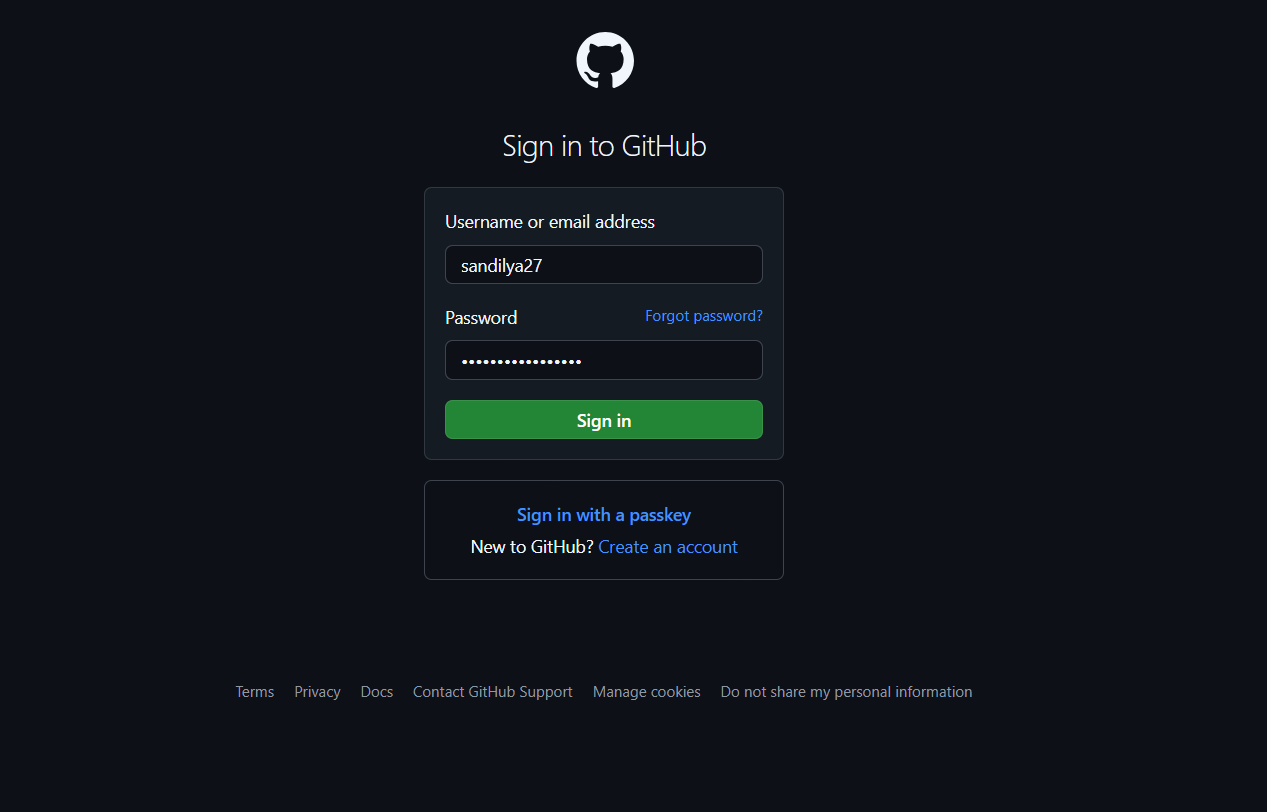 Sign in to GitHub
Username or email address
sandilya27
Password Forgot password?
•••••••••••••••••
Sign in
Sign in with a passkey
New to GitHub? Create an account
Terms Privacy Docs Contact GitHub Support Manage cookies Do not share my personal information